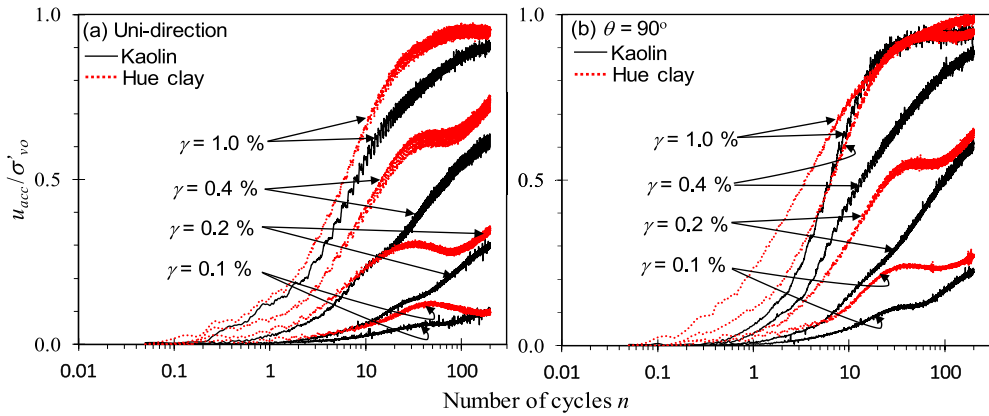 u_acc/σ'_vo
1.0
0.5
0.0
(a) Uni-direction
Kaolin
Hue clay
γ = 1.0 %
γ = 0.4 %
γ = 0.2 %
γ = 0.1 %
0.01 0.1 1 10 100
1.0
0.5
0.0
(b) θ = 90°
Kaolin
Hue clay
γ = 1.0 %
γ = 0.4 %
γ = 0.2 %
γ = 0.1 %
0.01 0.1 1 10 100
Number of cycles n